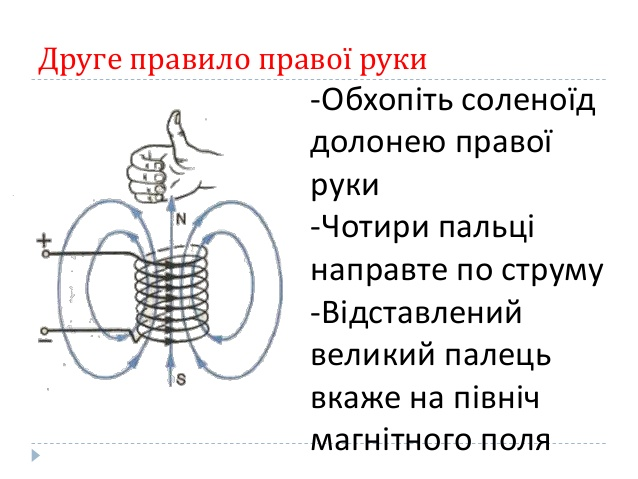 Друге правило правої руки
-Обхопіть соленоїд
долонею правої
руки
-Чотири пальці
направте по струму
-Відставлений
великий палець
вкаже на північ
магнітного поля
N
+
–
S